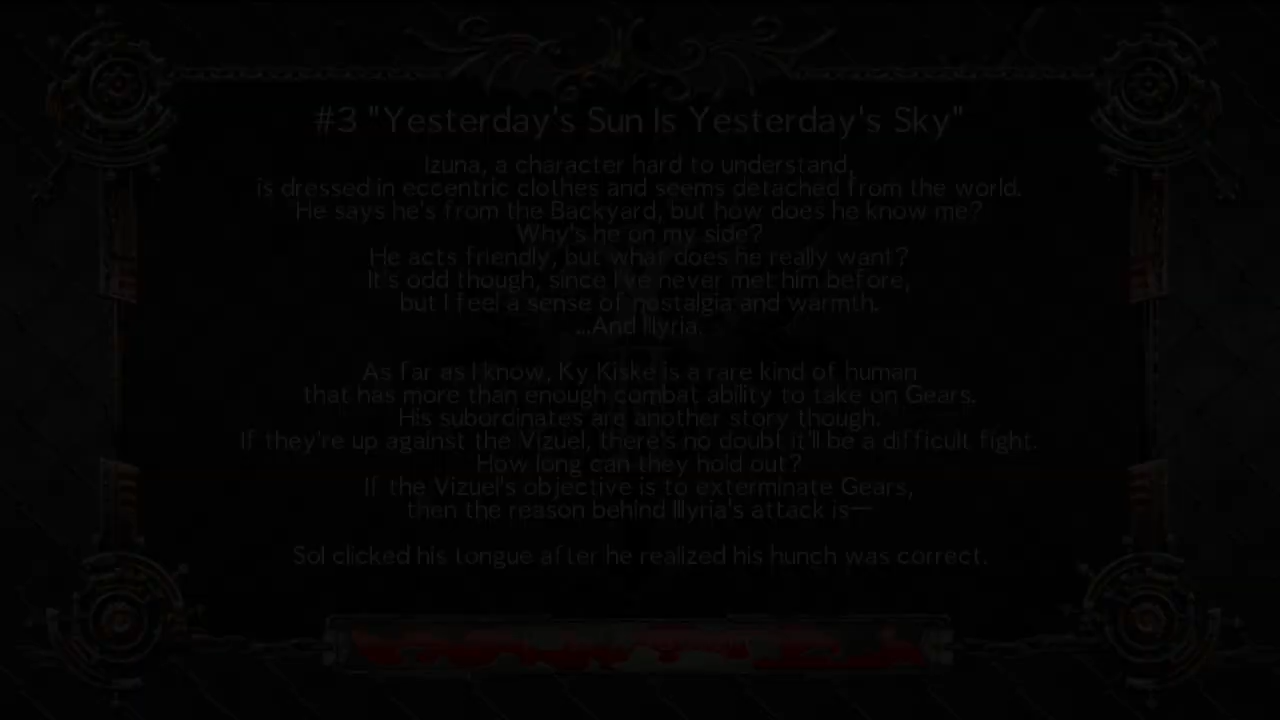 #3 "Yesterday's Sun Is Yesterday's Sky"
Izuna, a character hard to understand,
is dressed in eccentric clothes and seems detached from the world.
He says he's from the Backyard, but how does he know me?
Why's he on my side?
He acts friendly, but what does he really want?
It's odd though, since I've never met him before,
but I feel a sense of nostalgia and warmth.
...And Illyria.
As far as I know, Ky Kiske is a rare kind of human
that has more than enough combat ability to take on Gears.
His subordinates are another story though.
If they're up against the Vizuel, there's no doubt it'll be a difficult fight.
How long can they hold out?
If the Vizuel's objective is to exterminate Gears,
then the reason behind Illyria's attack is—
Sol clicked his tongue after he realized his hunch was correct.